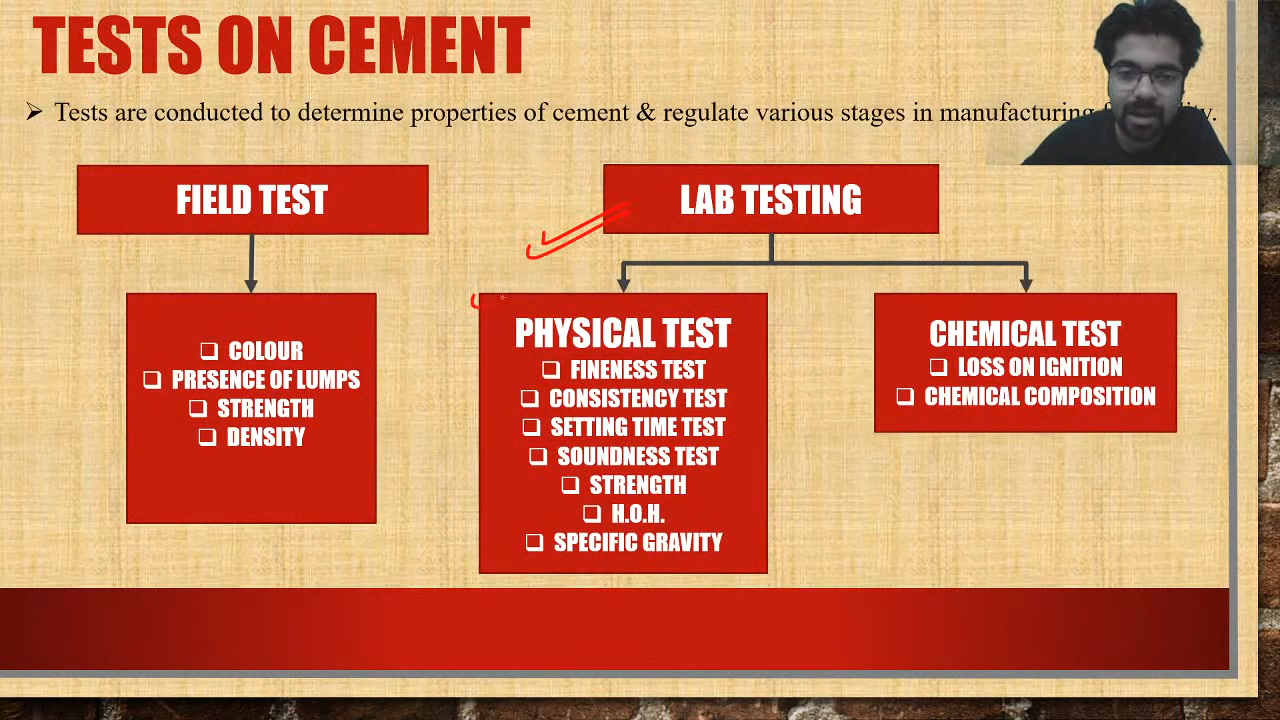 TESTS ON CEMENT
➢ Tests are conducted to determine properties of cement & regulate various stages in manufacturing
FIELD TEST
❑ COLOUR
❑ PRESENCE OF LUMPS
❑ STRENGTH
❑ DENSITY
LAB TESTING
PHYSICAL TEST
❑ FINENESS TEST
❑ CONSISTENCY TEST
❑ SETTING TIME TEST
❑ SOUNDNESS TEST
❑ STRENGTH
❑ H.O.H.
❑ SPECIFIC GRAVITY
CHEMICAL TEST
❑ LOSS ON IGNITION
❑ CHEMICAL COMPOSITION